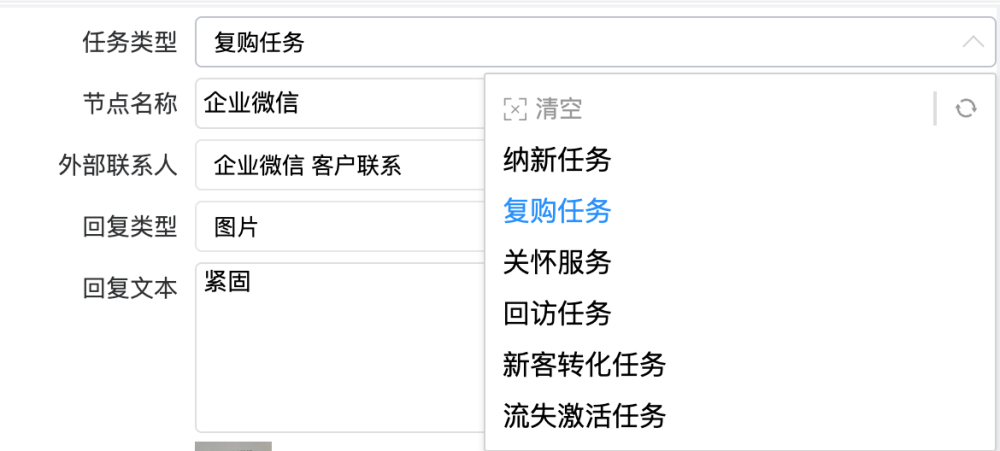 任务类型 复购任务
节点名称 企业微信
清空
外部联系人 企业微信 客户联系
纳新任务
复购任务
回复类型 图片
关怀服务
回复文本 紧固
回访任务
新客转化任务
流失激活任务